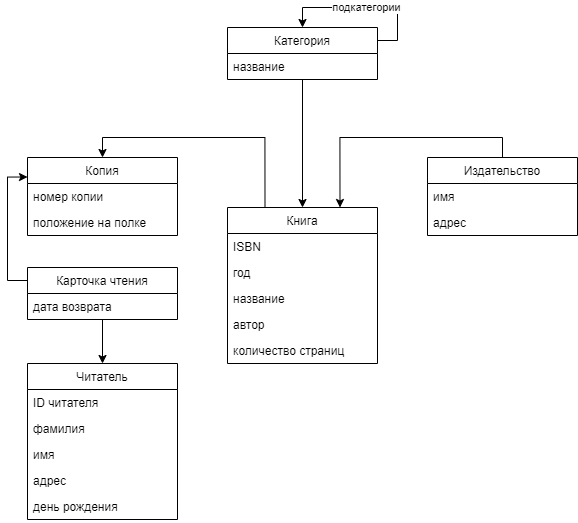 подкатегории
Категория
название
Копия
номер копии
положение на полке
Издательство
имя
адрес
Книга
ISBN
год
название
автор
количество страниц
Карточка чтения
дата возврата
Читатель
ID читателя
фамилия
имя
адрес
день рождения